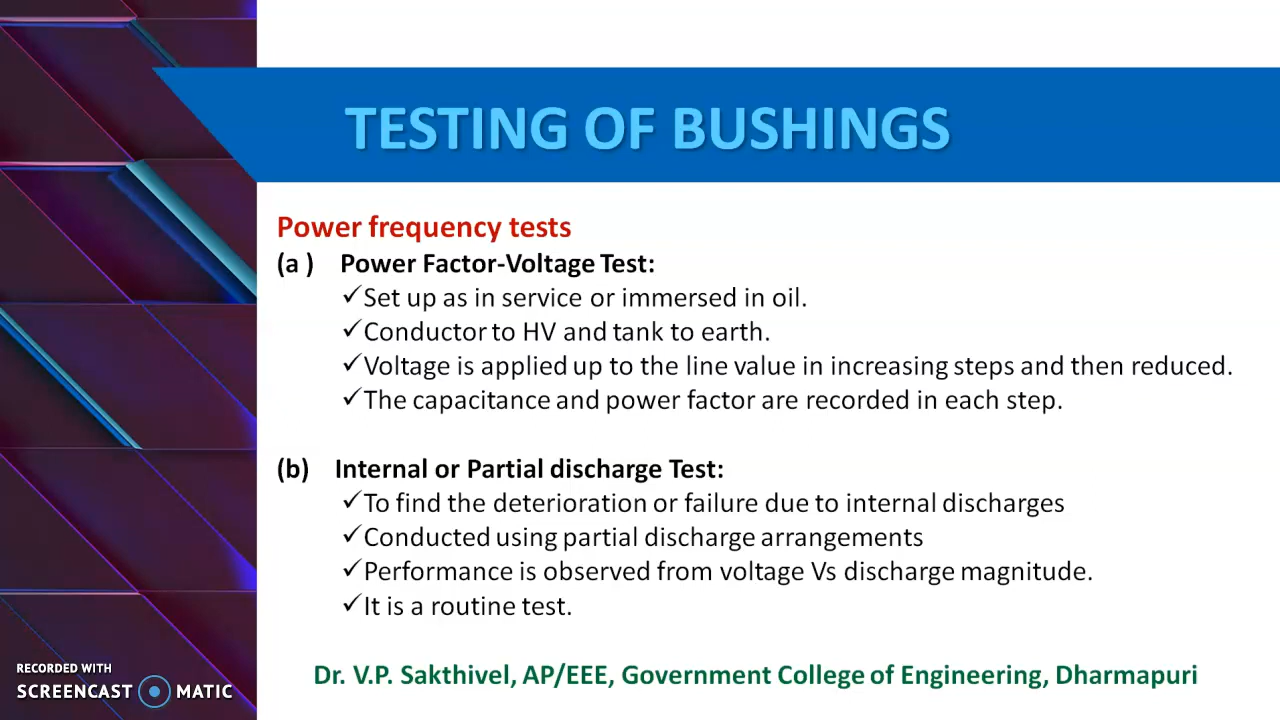 TESTING OF BUSHINGS
Power frequency tests
(a ) Power Factor-Voltage Test:
✓Set up as in service or immersed in oil.
✓Conductor to HV and tank to earth.
✓Voltage is applied up to the line value in increasing steps and then reduced.
✓The capacitance and power factor are recorded in each step.
(b) Internal or Partial discharge Test:
✓To find the deterioration or failure due to internal discharges
✓Conducted using partial discharge arrangements
✓Performance is observed from voltage Vs discharge magnitude.
✓It is a routine test.
Dr. V.P. Sakthivel, AP/EEE, Government College of Engineering, Dharmapuri
RECORDED WITH
SCREENCAST MATIC